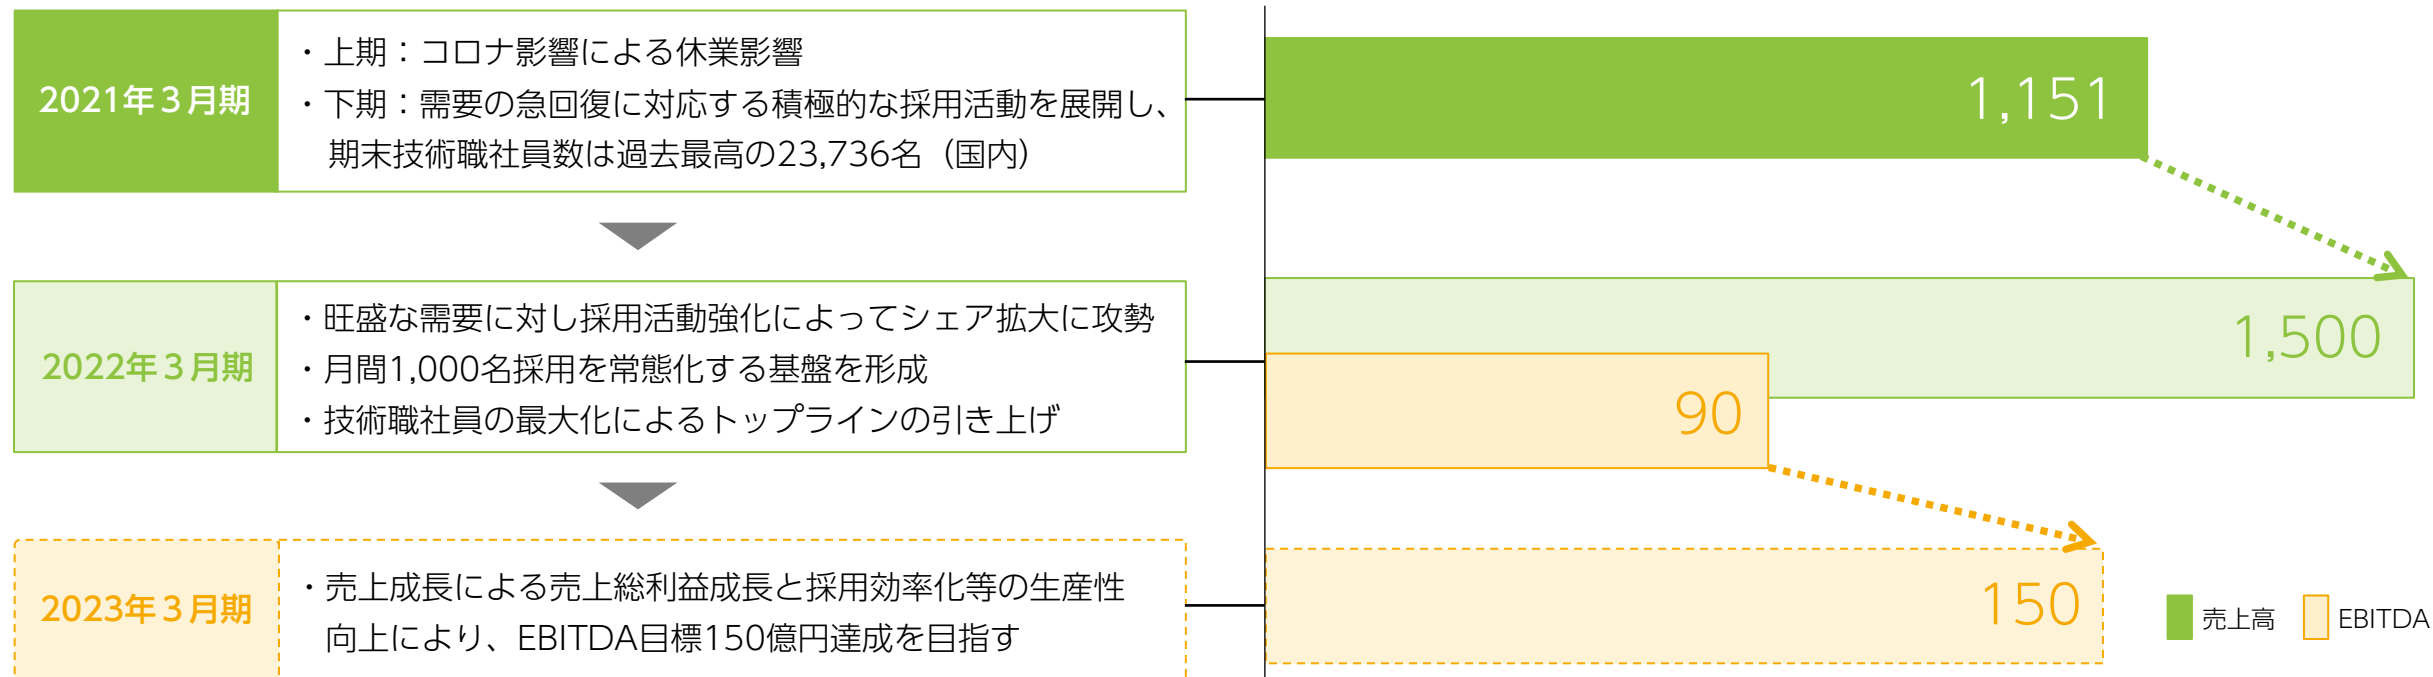 2021年３月期
・上期：コロナ影響による休業影響
・下期：需要の急回復に対応する積極的な採用活動を展開し、
期末技術職社員数は過去最高の23,736名（国内）
1,151
2022年３月期
・旺盛な需要に対し採用活動強化によってシェア拡大に攻勢
・月間1,000名採用を常態化する基盤を形成
・技術職社員の最大化によるトップラインの引き上げ
1,500
90
2023年３月期
・売上成長による売上総利益成長と採用効率化等の生産性
向上により、EBITDA目標150億円達成を目指す
150
売上高
EBITDA